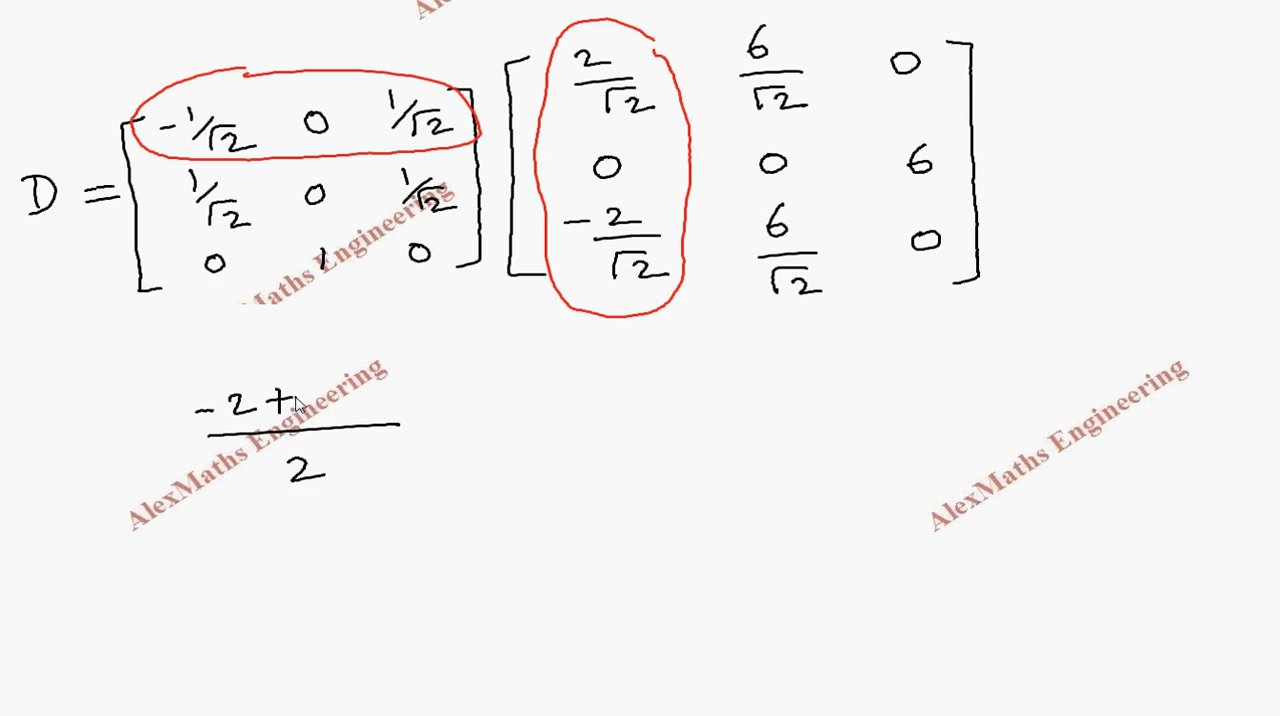 D = [ -1/√2 0 1/√2 ] [ 2/√2 6/√2 0 ]
[ 1/√2 0 1/√2 ] [ 0 0 6 ]
[ 0 1 0 ] [ -2/√2 6/√2 0 ]
Maths Engineering
-2 +
2
AlexMaths Engineering
AlexMaths Engineering